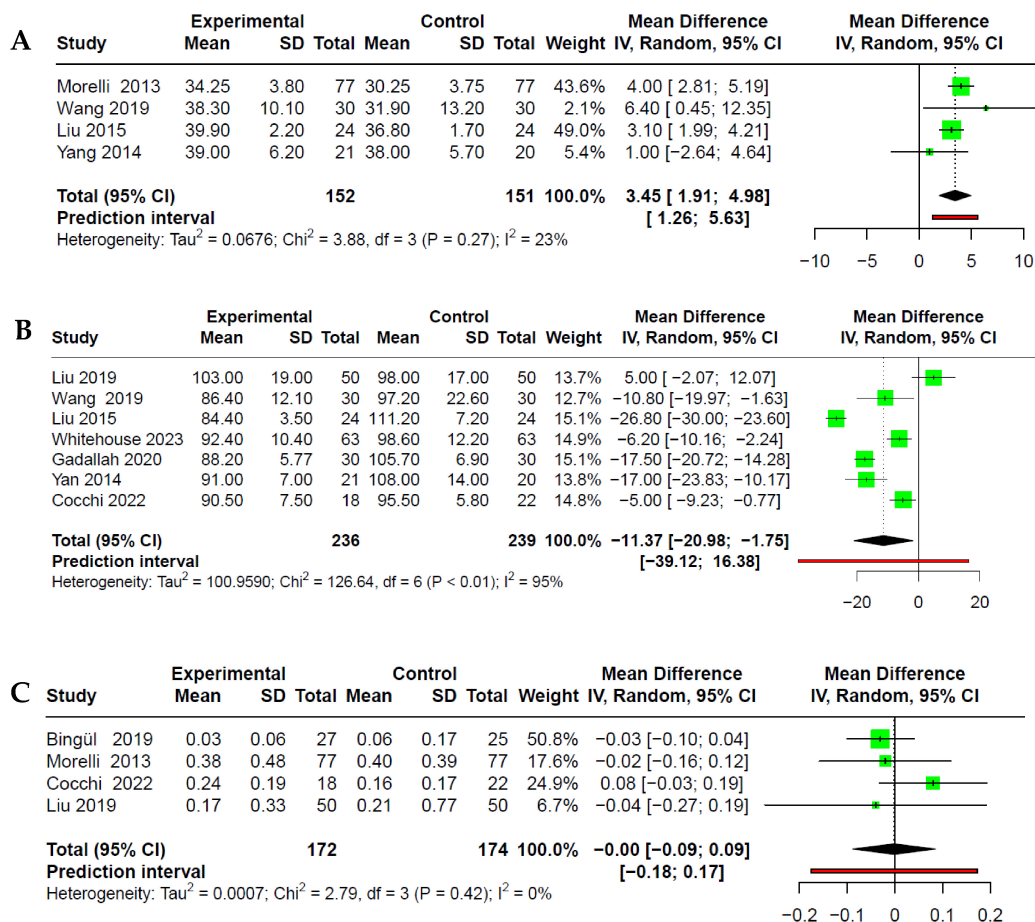 A
Experimental Control Mean Difference Mean Difference
Study Mean SD Total Mean SD Total Weight IV, Random, 95% CI IV, Random, 95% CI
Morelli 2013 34.25 3.80 77 30.25 3.75 77 43.6% 4.00 [ 2.81; 5.19]
Wang 2019 38.30 10.10 30 31.90 13.20 30 2.1% 6.40 [ 0.45; 12.35]
Liu 2015 39.90 2.20 24 36.80 1.70 24 49.0% 3.10 [ 1.99; 4.21]
Yang 2014 39.00 6.20 21 38.00 5.70 20 5.4% 1.00 [-2.64; 4.64]
Total (95% CI) 152 151 100.0% 3.45 [ 1.91; 4.98]
Prediction interval [ 1.26; 5.63]
Heterogeneity: Tau² = 0.0676; Chi² = 3.88, df = 3 (P = 0.27); I² = 23%
−10 −5 0 5 10
B
Experimental Control Mean Difference Mean Difference
Study Mean SD Total Mean SD Total Weight IV, Random, 95% CI IV, Random, 95% CI
Liu 2019 103.00 19.00 50 98.00 17.00 50 13.7% 5.00 [ −2.07; 12.07]
Wang 2019 86.40 12.10 30 97.20 22.60 30 12.7% −10.80 [−19.97; −1.63]
Liu 2015 84.40 3.50 24 111.20 7.20 24 15.1% −26.80 [−30.00; −23.60]
Whitehouse 2023 92.40 10.40 63 98.60 12.20 63 14.9% −6.20 [−10.16; −2.24]
Gadallah 2020 88.20 5.77 30 105.70 6.90 30 15.1% −17.50 [−20.72; −14.28]
Yan 2014 91.00 7.00 21 108.00 14.00 20 13.8% −17.00 [−23.83; −10.17]
Cocchi 2022 90.50 7.50 18 95.50 5.80 22 14.8% −5.00 [ −9.23; −0.77]
Total (95% CI) 236 239 100.0% −11.37 [−20.98; −1.75]
Prediction interval [−39.12; 16.38]
Heterogeneity: Tau² = 100.9590; Chi² = 126.64, df = 6 (P < 0.01); I² = 95%
−20 0 20
C
Experimental Control Mean Difference Mean Difference
Study Mean SD Total Mean SD Total Weight IV, Random, 95% CI IV, Random, 95% CI
Bingül 2019 0.03 0.06 27 0.06 0.17 25 50.8% −0.03 [−0.10; 0.04]
Morelli 2013 0.38 0.48 77 0.40 0.39 77 17.6% −0.02 [−0.16; 0.12]
Cocchi 2022 0.24 0.19 18 0.16 0.17 22 24.9% 0.08 [−0.03; 0.19]
Liu 2019 0.17 0.33 50 0.21 0.77 50 6.7% −0.04 [−0.27; 0.19]
Total (95% CI) 172 174 100.0% −0.00 [−0.09; 0.09]
Prediction interval [−0.18; 0.17]
Heterogeneity: Tau² = 0.0007; Chi² = 2.79, df = 3 (P = 0.42); I² = 0%
−0.2 −0.1 0 0.1 0.2